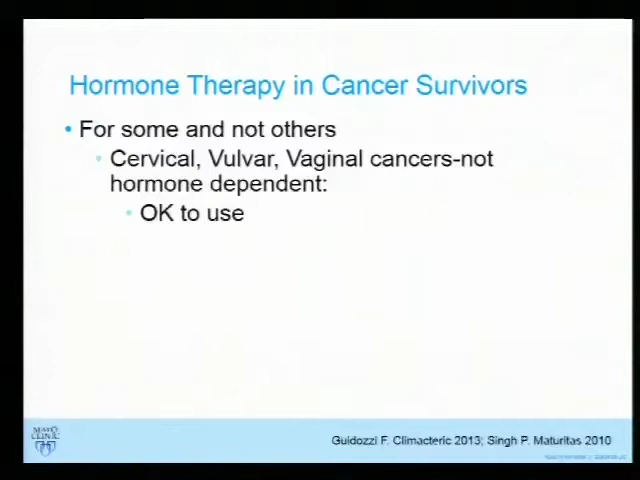 Hormone Therapy in Cancer Survivors
• For some and not others
• Cervical, Vulvar, Vaginal cancers-not
hormone dependent:
• OK to use
MAYO
CLINIC
Guidozzi F. Climacteric 2013; Singh P. Maturitas 2010